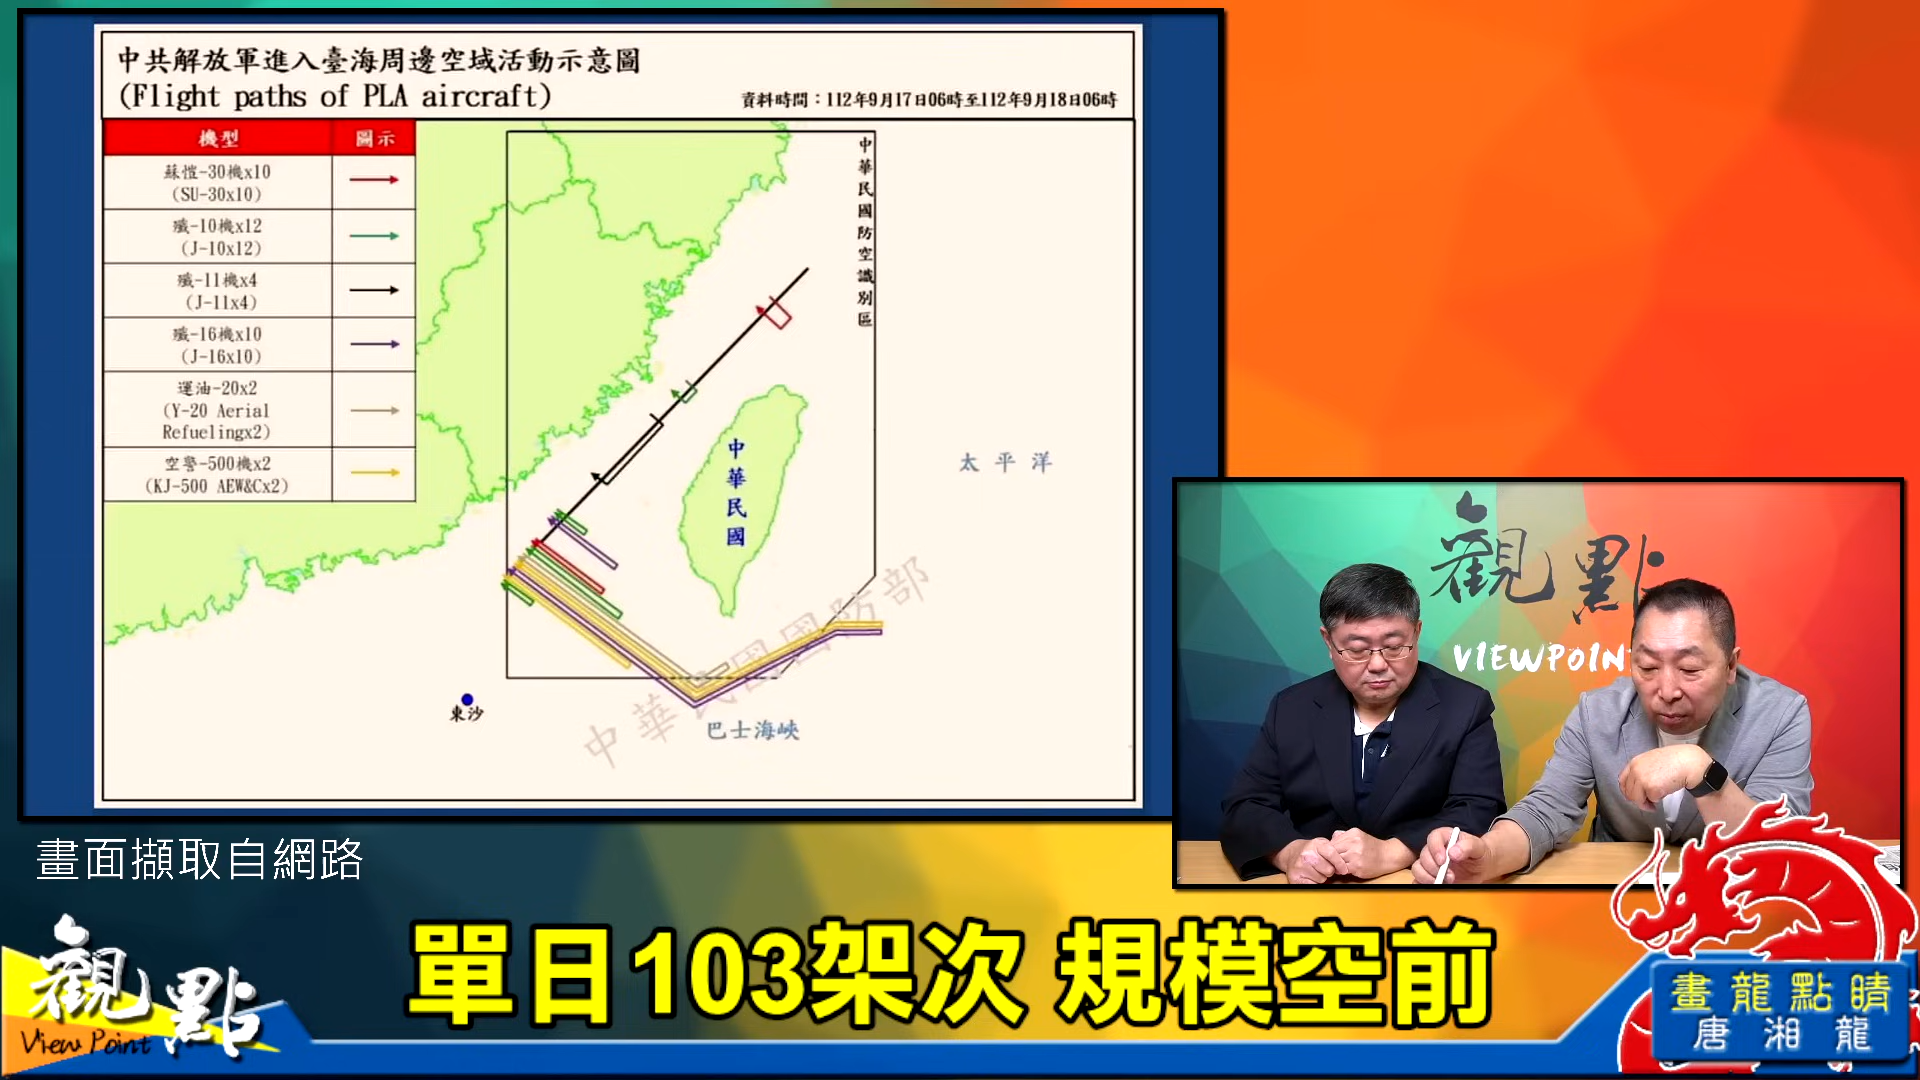 中共解放軍進入臺海周邊空域活動示意圖
(Flight paths of PLA aircraft)
資料時間：112年9月17日06時至112年9月18日06時
機型
圖示
蘇愷-30機x10
(SU-30x10)
殲-10機x12
(J-10x12)
殲-11機x4
(J-11x4)
殲-16機x10
(J-16x10)
運油-20x2
(Y-20 Aerial
Refuelingx2)
空警-500機x2
(KJ-500 AEW&Cx2)
中華民國防空識別區
中華民國
太平洋
東沙
巴士海峽
中華民國國防部
觀點
VIEWPOIN
畫面擷取自網路
單日103架次 規模空前
觀點
View Point
畫龍點睛
唐湘龍